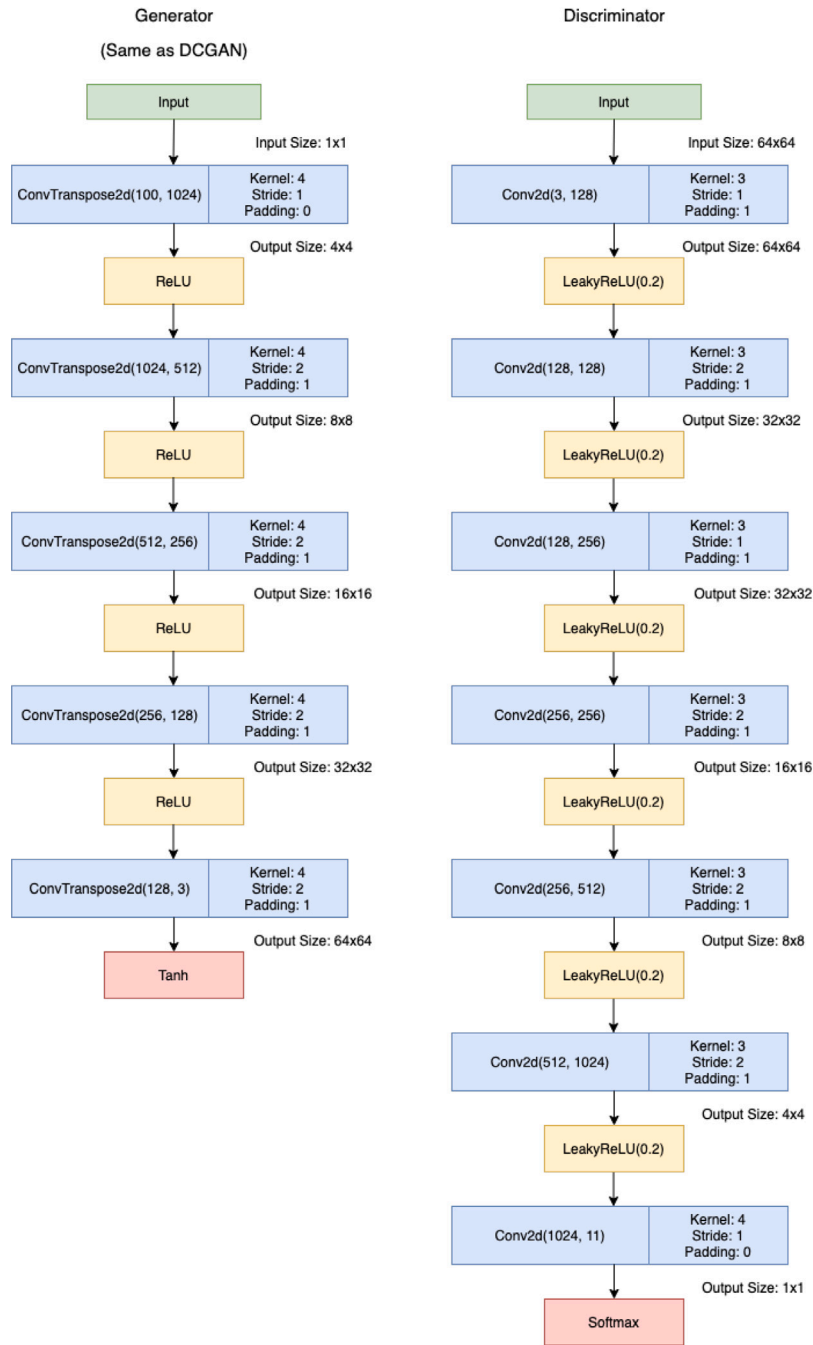 Generator
(Same as DCGAN)
Input
Input Size: 1x1
ConvTranspose2d(100, 1024)
Kernel: 4
Stride: 1
Padding: 0
Output Size: 4x4
ReLU
ConvTranspose2d(1024, 512)
Kernel: 4
Stride: 2
Padding: 1
Output Size: 8x8
ReLU
ConvTranspose2d(512, 256)
Kernel: 4
Stride: 2
Padding: 1
Output Size: 16x16
ReLU
ConvTranspose2d(256, 128)
Kernel: 4
Stride: 2
Padding: 1
Output Size: 32x32
ReLU
ConvTranspose2d(128, 3)
Kernel: 4
Stride: 2
Padding: 1
Output Size: 64x64
Tanh
Discriminator
Input
Input Size: 64x64
Conv2d(3, 128)
Kernel: 3
Stride: 1
Padding: 1
Output Size: 64x64
LeakyReLU(0.2)
Conv2d(128, 128)
Kernel: 3
Stride: 2
Padding: 1
Output Size: 32x32
LeakyReLU(0.2)
Conv2d(128, 256)
Kernel: 3
Stride: 1
Padding: 1
Output Size: 32x32
LeakyReLU(0.2)
Conv2d(256, 256)
Kernel: 3
Stride: 2
Padding: 1
Output Size: 16x16
LeakyReLU(0.2)
Conv2d(256, 512)
Kernel: 3
Stride: 2
Padding: 1
Output Size: 8x8
LeakyReLU(0.2)
Conv2d(512, 1024)
Kernel: 3
Stride: 2
Padding: 1
Output Size: 4x4
LeakyReLU(0.2)
Conv2d(1024, 11)
Kernel: 4
Stride: 1
Padding: 0
Output Size: 1x1
Softmax